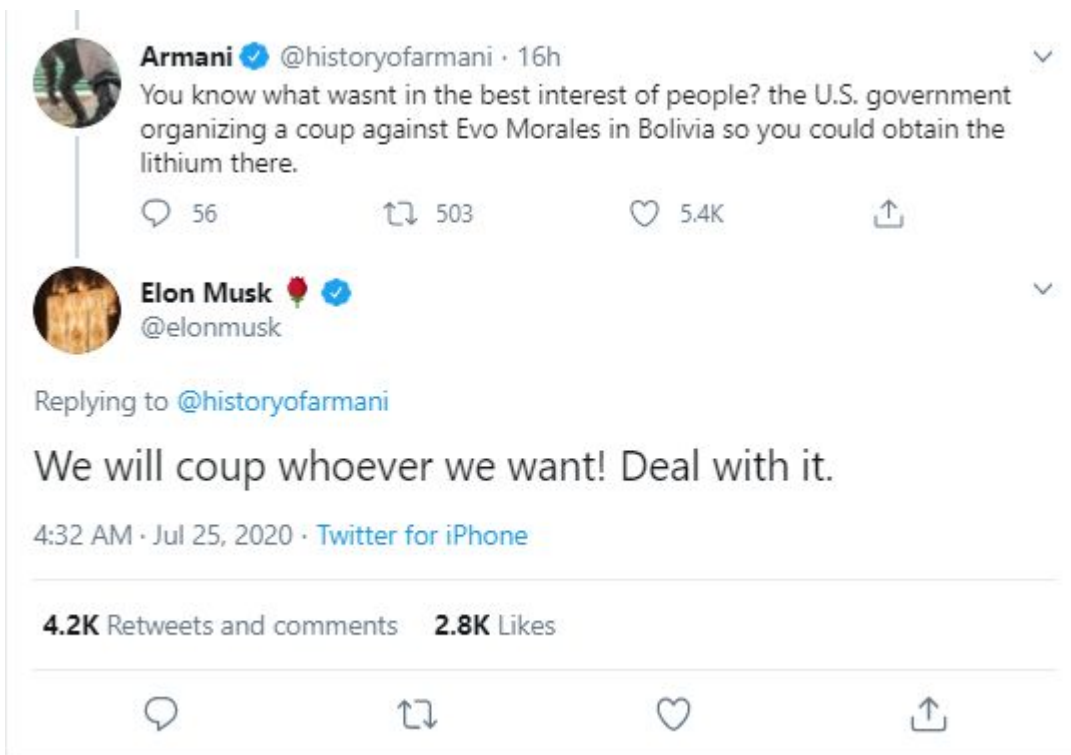 Armani @historyofarmani · 16h
You know what wasnt in the best interest of people? the U.S. government
organizing a coup against Evo Morales in Bolivia so you could obtain the
lithium there.
56 503 5.4K
Elon Musk 🌹
@elonmusk
Replying to @historyofarmani
We will coup whoever we want! Deal with it.
4:32 AM · Jul 25, 2020 · Twitter for iPhone
4.2K Retweets and comments 2.8K Likes